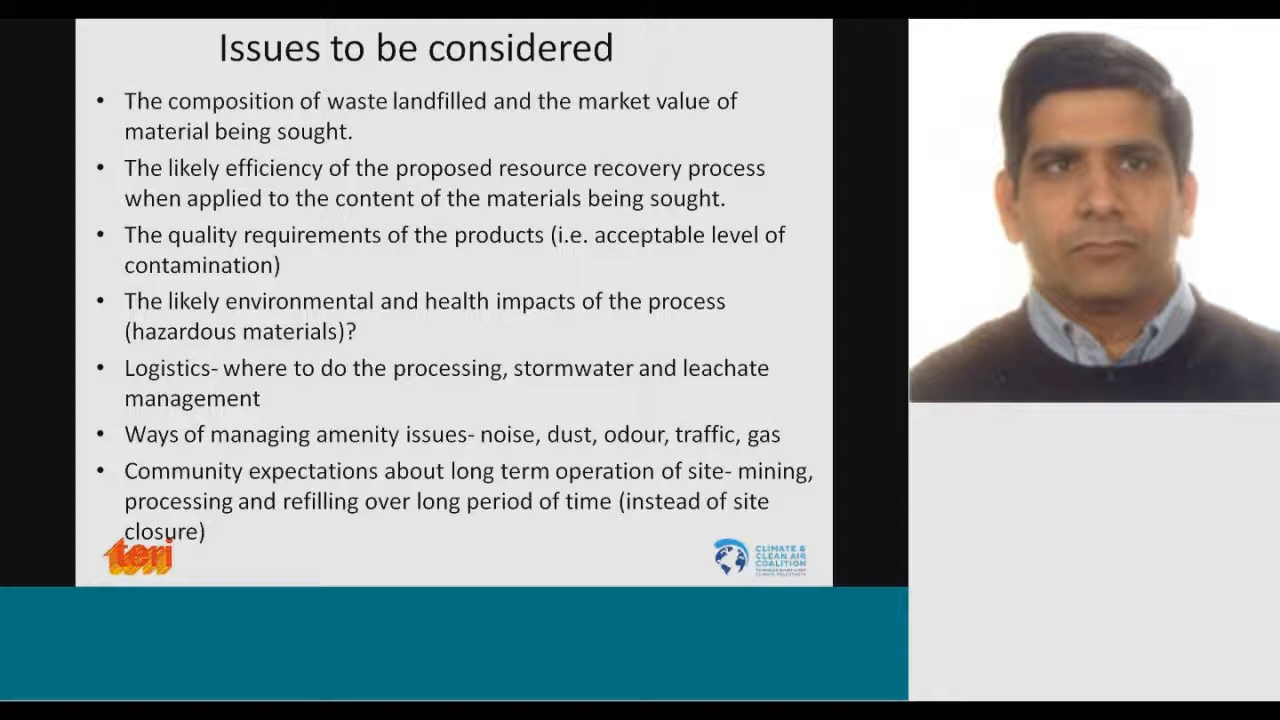 Issues to be considered
• The composition of waste landfilled and the market value of
material being sought.
• The likely efficiency of the proposed resource recovery process
when applied to the content of the materials being sought.
• The quality requirements of the products (i.e. acceptable level of
contamination)
• The likely environmental and health impacts of the process
(hazardous materials)?
• Logistics- where to do the processing, stormwater and leachate
management
• Ways of managing amenity issues- noise, dust, odour, traffic, gas
• Community expectations about long term operation of site- mining,
processing and refilling over long period of time (instead of site
closure)
teri
CLIMATE &
CLEAN AIR
COALITION